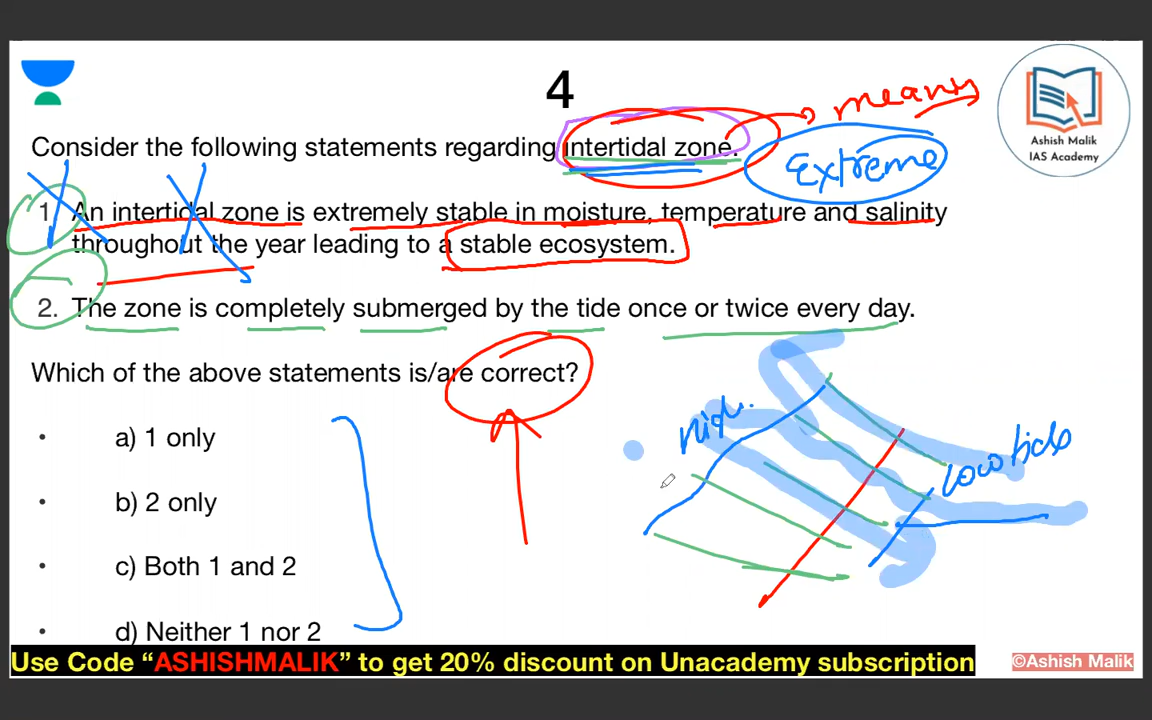 4
means
Consider the following statements regarding intertidal zone.
Extreme
Ashish Malik
IAS Academy
1. An intertidal zone is extremely stable in moisture, temperature and salinity
throughout the year leading to a stable ecosystem.
2. The zone is completely submerged by the tide once or twice every day.
Which of the above statements is/are correct?
low tide
• a) 1 only
• b) 2 only
• c) Both 1 and 2
• d) Neither 1 nor 2
Use Code “ASHISHMALIK” to get 20% discount on Unacademy subscription
©Ashish Malik